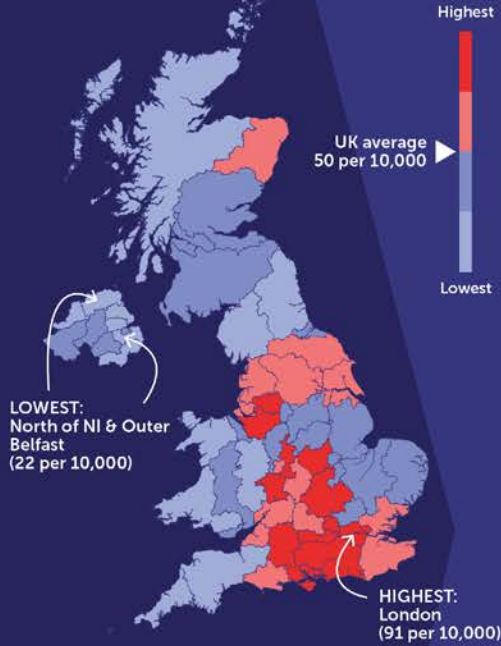 Highest
UK average
50 per 10,000
Lowest
LOWEST:
North of NI & Outer
Belfast
(22 per 10,000)
HIGHEST:
London
(91 per 10,000)